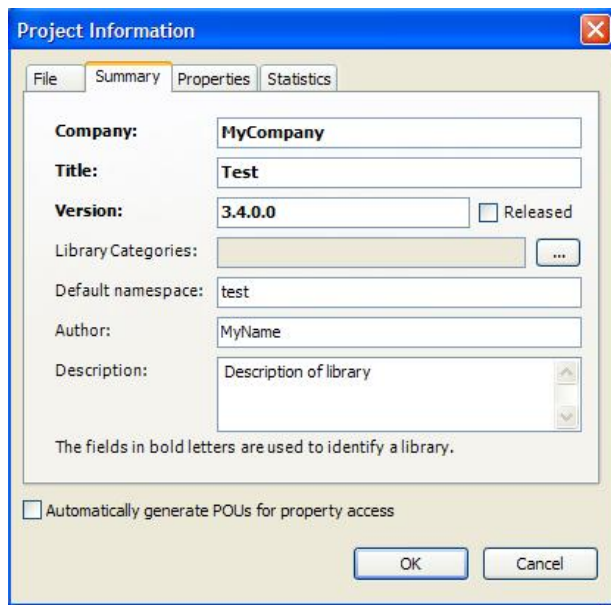 Project Information
File Summary Properties Statistics
Company: MyCompany
Title: Test
Version: 3.4.0.0 Released
Library Categories: ...
Default namespace: test
Author: MyName
Description: Description of library
The fields in bold letters are used to identify a library.
Automatically generate POUs for property access
OK Cancel